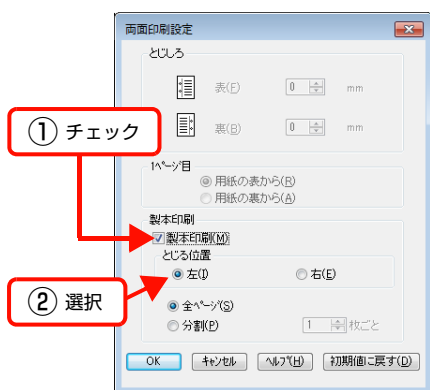 両面印刷設定
とじしろ
表(F) 0 mm
裏(B) 0 mm
① チェック
1ページ目
用紙の表から(R)
用紙の裏から(A)
製本印刷
製本印刷(M)
とじる位置
左(I) 右(E)
② 選択
全ページ(S)
分割(P) 1 枚ごと
OK キャンセル ヘルプ(H) 初期値に戻す(D)